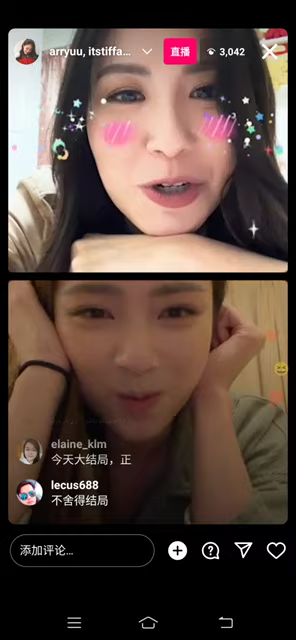 arryuu, itstiffa...
直播
3,042
elaine_klm
今天大结局，正
lecus688
不舍得结局
添加评论...